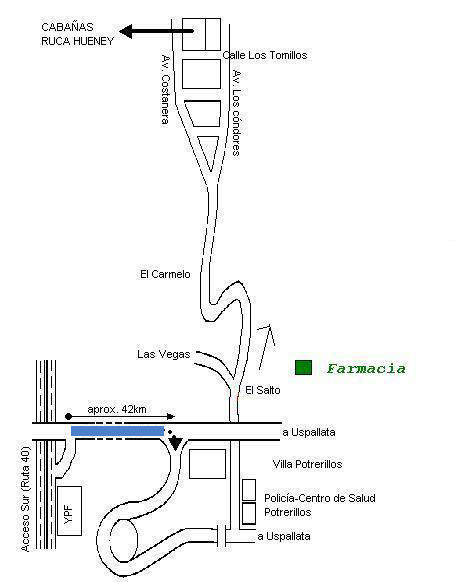 CABAÑAS
RUCA HUENEY
Calle Los Tomillos
Av. Costanera
Av. Los cóndores
El Carmelo
Las Vegas
Farmacia
El Salto
aprox. 42km
a Uspallata
Acceso Sur (Ruta 40)
Villa Potrerillos
YPF
Policía-Centro de Salud
Potrerillos
a Uspallata